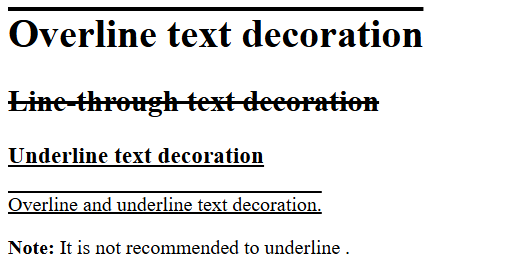 Overline text decoration
Line-through text decoration
Underline text decoration
Overline and underline text decoration.
Note: It is not recommended to underline .